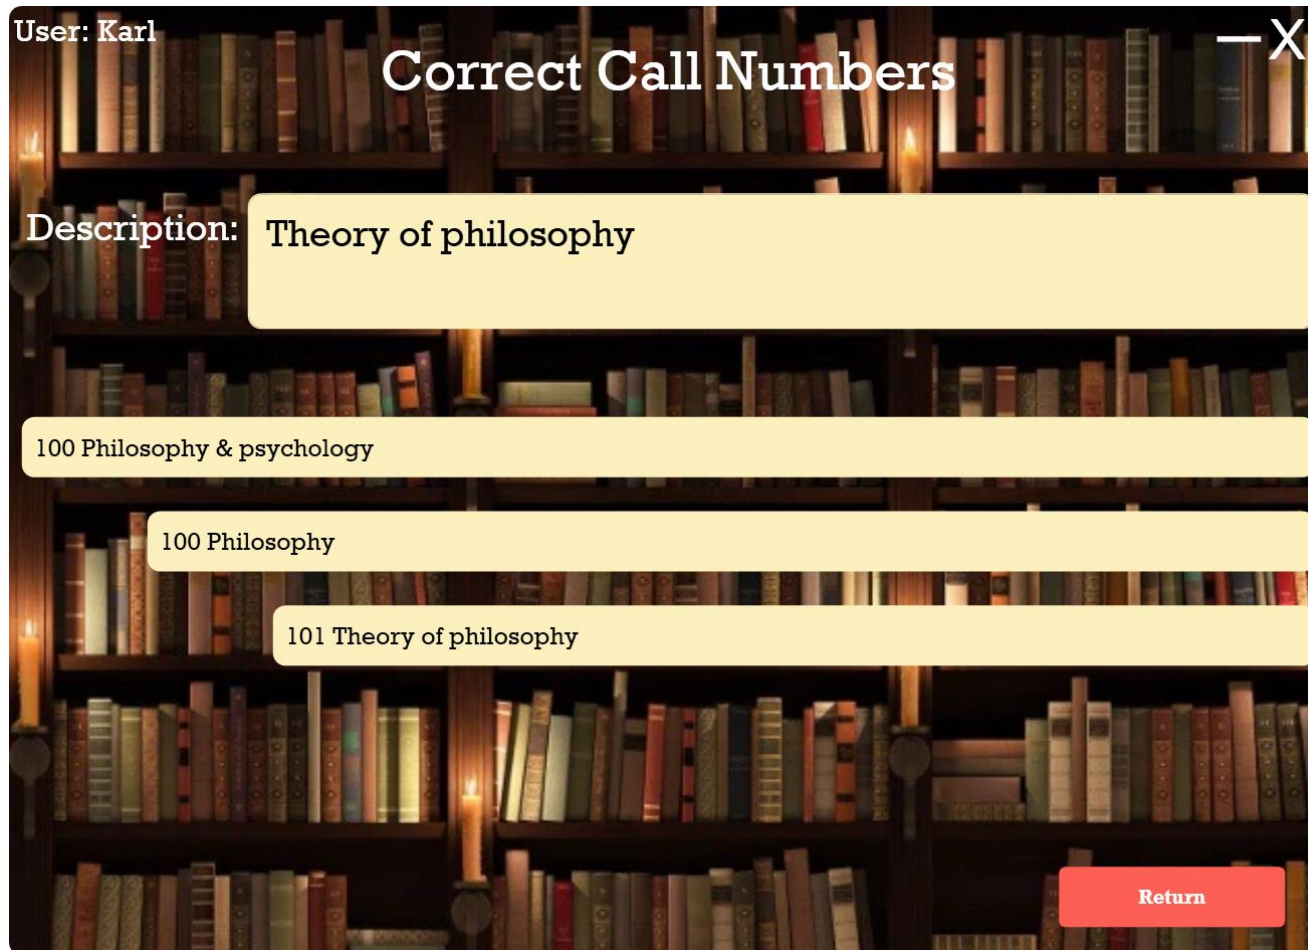 User: Karl
— X
Correct Call Numbers
Description:
Theory of philosophy
100 Philosophy & psychology
100 Philosophy
101 Theory of philosophy
Return